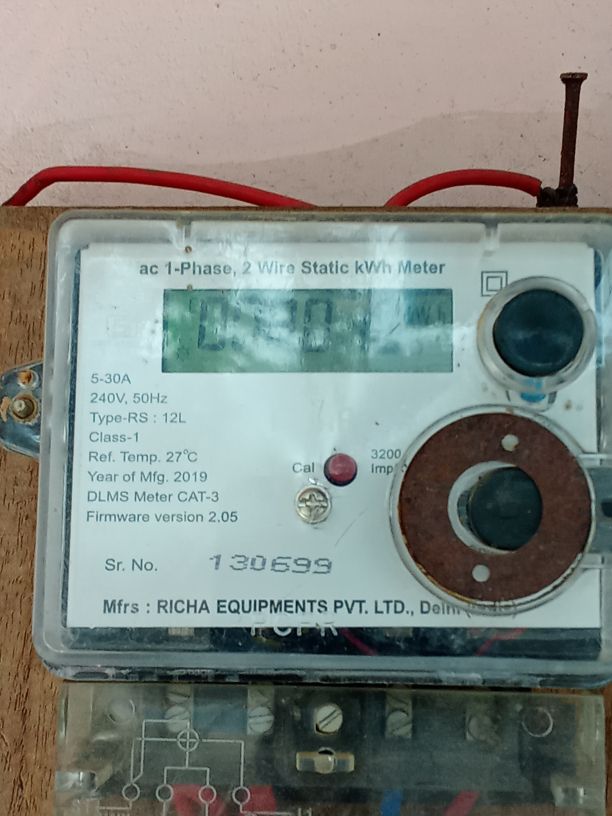 ac 1-Phase, 2 Wire Static kWh Meter
5-30A
240V, 50Hz
Type-RS : 12L
Class-1
Ref. Temp. 27°C
Year of Mfg. 2019
DLMS Meter CAT-3
Firmware version 2.05
Cal
3200
Sr. No. 130699
Mfrs : RICHA EQUIPMENTS PVT. LTD.,